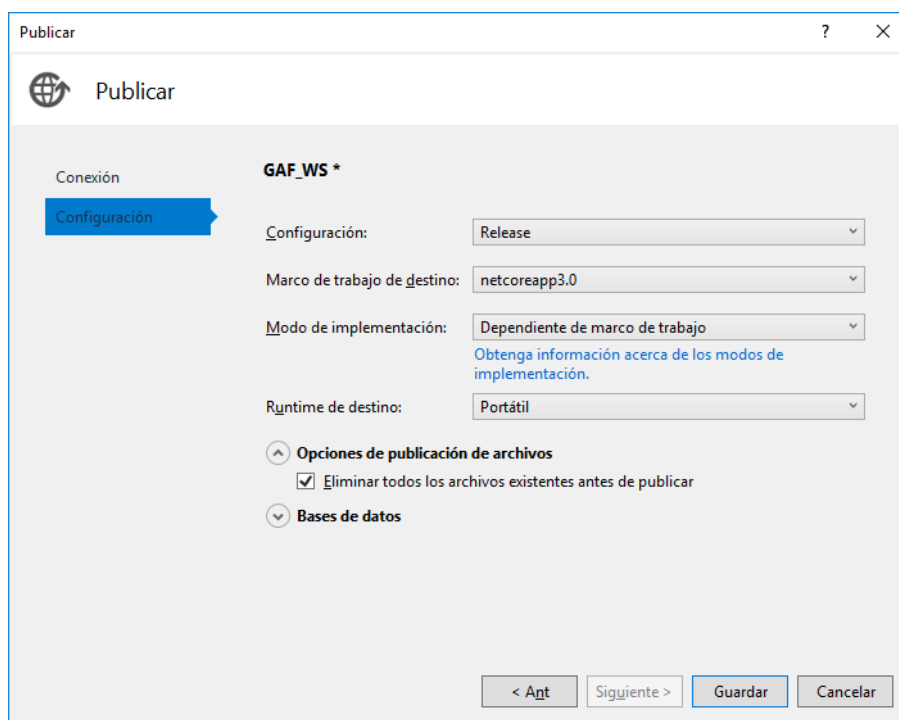 Publicar
?
Publicar
Conexión
Configuración
GAF_WS *
Configuración:
Release
Marco de trabajo de destino:
netcoreapp3.0
Modo de implementación:
Dependiente de marco de trabajo
Obtenga información acerca de los modos de
implementación.
Runtime de destino:
Portátil
Opciones de publicación de archivos
Eliminar todos los archivos existentes antes de publicar
Bases de datos
< Ant
Siguiente >
Guardar
Cancelar